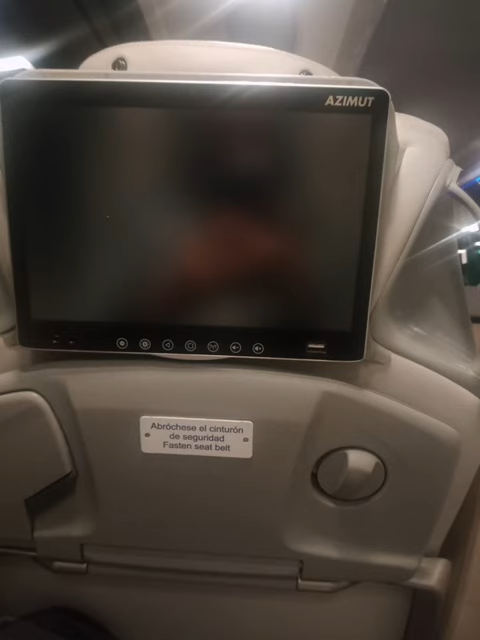 AZIMUT
Abróchese el cinturón
de seguridad
Fasten seat belt